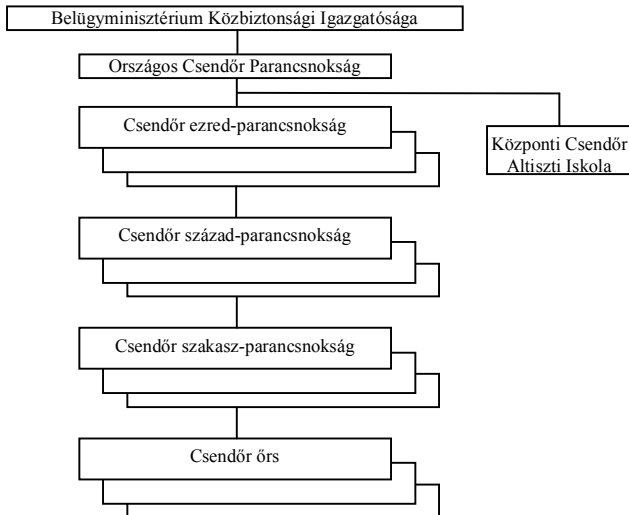 Belügyminisztérium Közbiztonsági Igazgatósága
Országos Csendőr Parancsnokság
Csendőr ezred-parancsnokság
Központi Csendőr
Altiszti Iskola
Csendőr század-parancsnokság
Csendőr szakasz-parancsnokság
Csendőr őrs